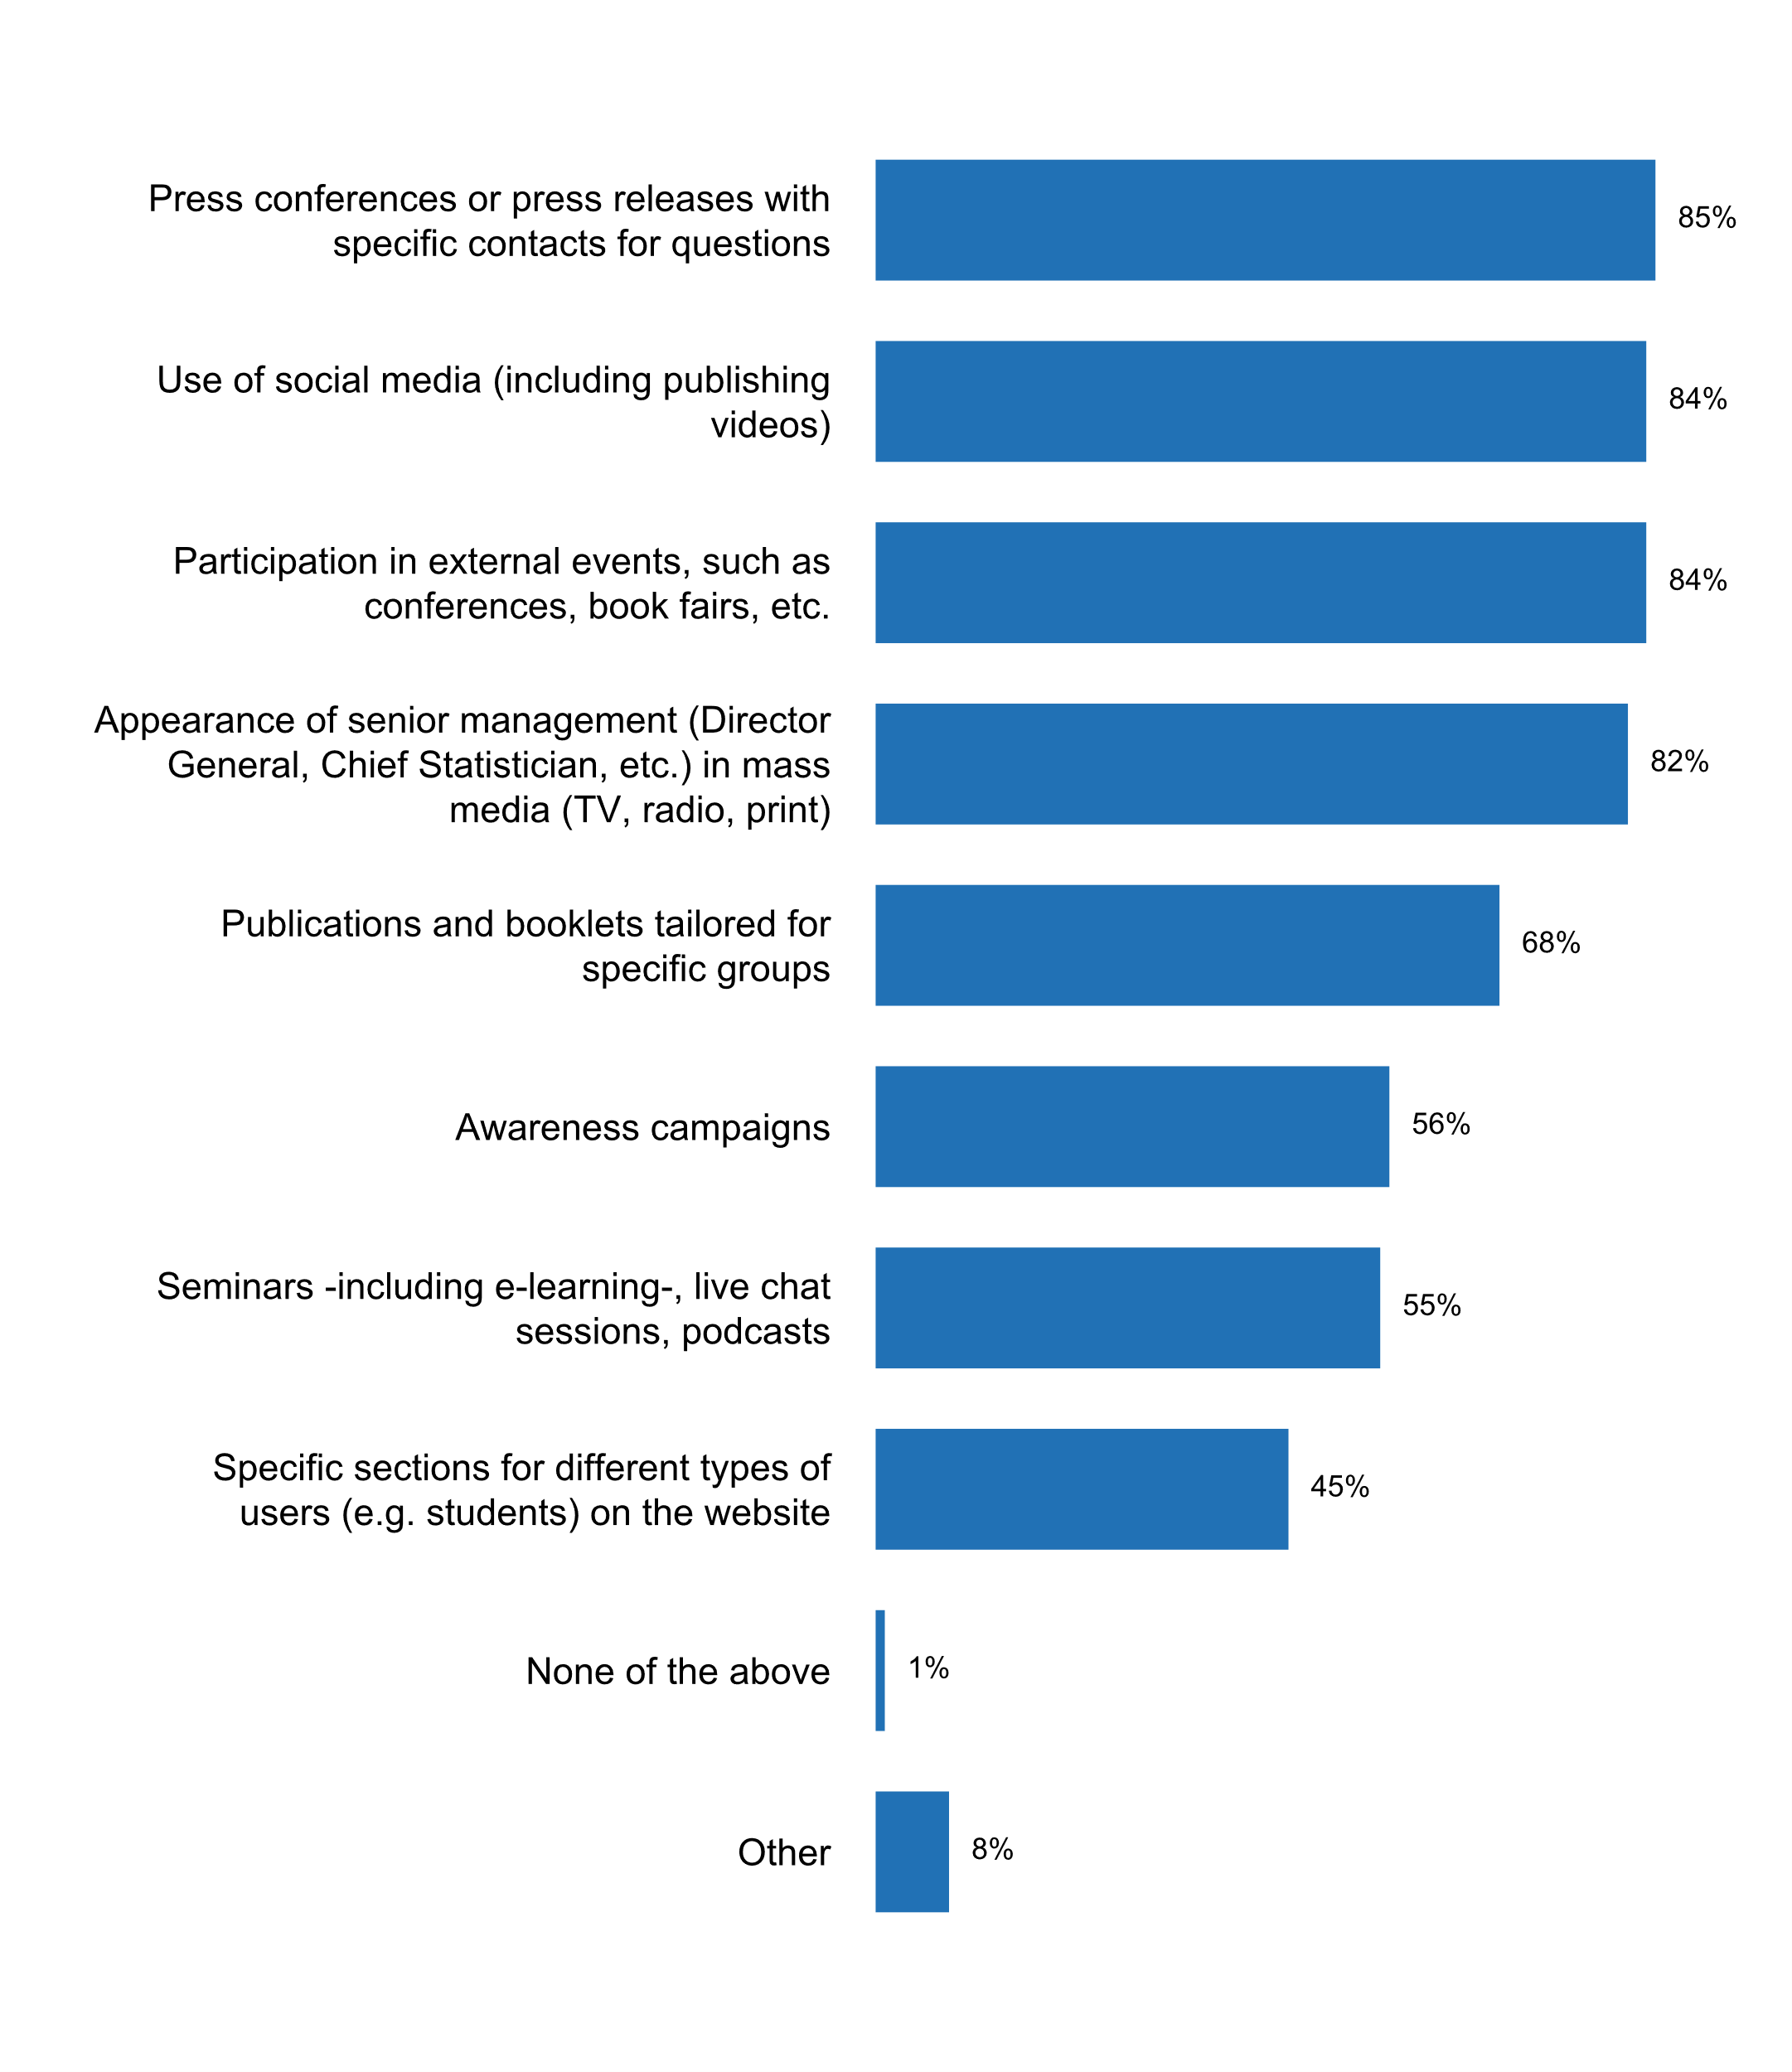 Press conferences or press releases with
specific contacts for questions
85%
Use of social media (including publishing
videos)
84%
Participation in external events, such as
conferences, book fairs, etc.
84%
Appearance of senior management (Director
General, Chief Statistician, etc.) in mass
media (TV, radio, print)
82%
Publications and booklets tailored for
specific groups
68%
Awareness campaigns
56%
Seminars -including e-learning-, live chat
sessions, podcasts
55%
Specific sections for different types of
users (e.g. students) on the website
45%
None of the above
1%
Other
8%